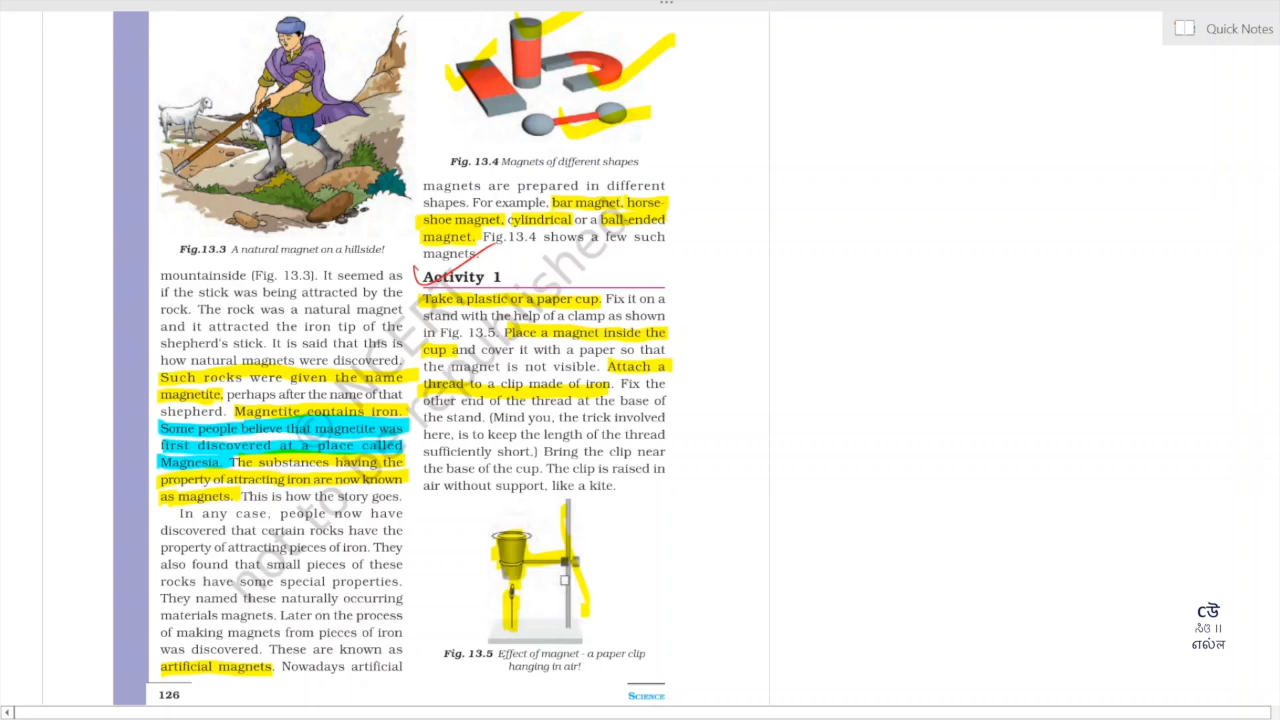 Quick Notes
Fig. 13.4 Magnets of different shapes
Fig.13.3 A natural magnet on a hillside!
mountainside (Fig. 13.3). It seemed as
if the stick was being attracted by the
rock. The rock was a natural magnet
and it attracted the iron tip of the
shepherd's stick. It is said that this is
how natural magnets were discovered.
Such rocks were given the name
magnetite, perhaps after the name of that
shepherd. Magnetite contains iron.
Some people believe that magnetite was
first discovered at a place called
Magnesia. The substances having the
property of attracting iron are now known
as magnets. This is how the story goes.
In any case, people now have
discovered that certain rocks have the
property of attracting pieces of iron. They
also found that small pieces of these
rocks have some special properties.
They named these naturally occurring
materials magnets. Later on the process
of making magnets from pieces of iron
was discovered. These are known as
artificial magnets. Nowadays artificial
magnets are prepared in different
shapes. For example, bar magnet, horse-
shoe magnet, cylindrical or a ball-ended
magnet. Fig.13.4 shows a few such
magnets.
Activity 1
Take a plastic or a paper cup. Fix it on a
stand with the help of a clamp as shown
in Fig. 13.5. Place a magnet inside the
cup and cover it with a paper so that
the magnet is not visible. Attach a
thread to a clip made of iron. Fix the
other end of the thread at the base of
the stand. (Mind you, the trick involved
here, is to keep the length of the thread
sufficiently short.) Bring the clip near
the base of the cup. The clip is raised in
air without support, like a kite.
Fig. 13.5 Effect of magnet - a paper clip
hanging in air!
126
SCIENCE
© NCERT
not to be republished